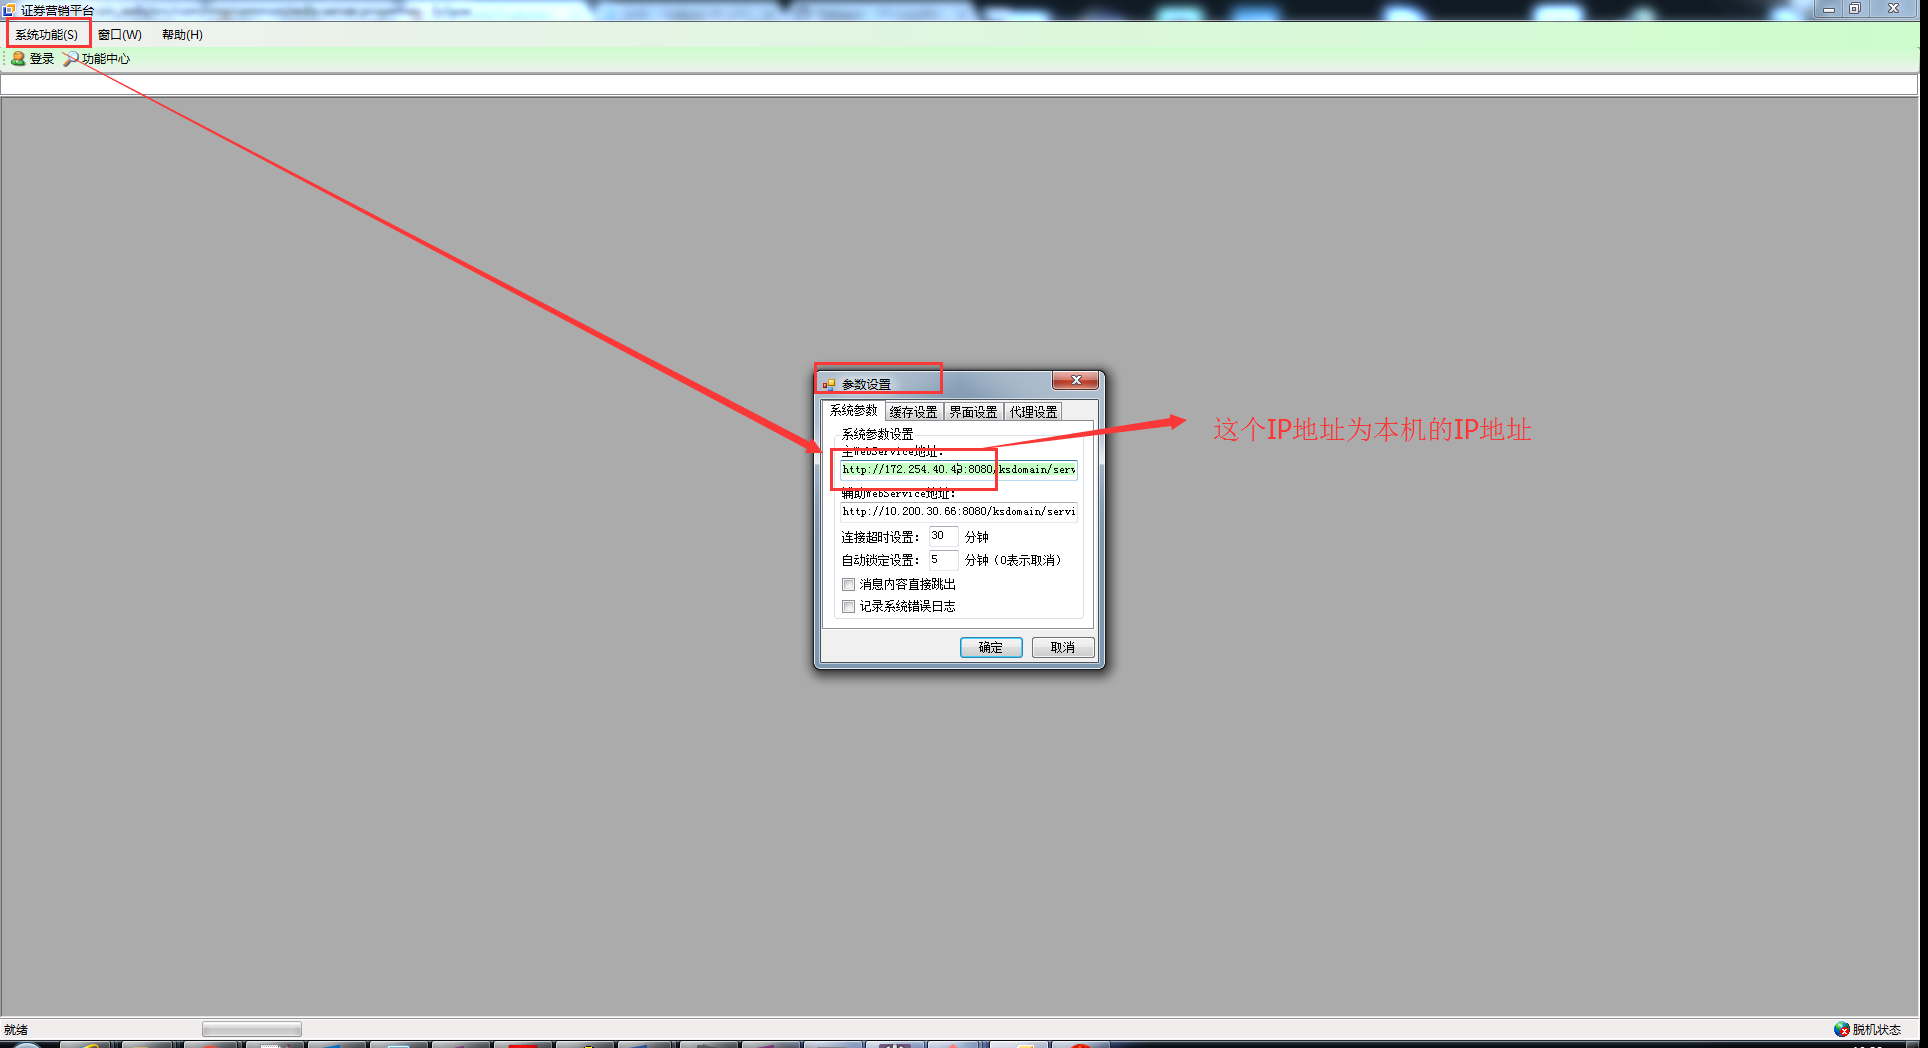 证券营销平台
系统功能(S) 窗口(W) 帮助(H)
登录 功能中心
参数设置
系统参数 缓存设置 界面设置 代理设置
系统参数设置
主WebService地址:
http://172.254.40.49:8080/ksdomain/serv
辅助WebService地址:
http://10.200.30.66:8080/ksdomain/servi
连接超时设置: 30 分钟
自动锁定设置: 5 分钟(0表示取消)
消息内容直接跳出
记录系统错误日志
确定 取消
这个IP地址为本机的IP地址
就绪 脱机状态